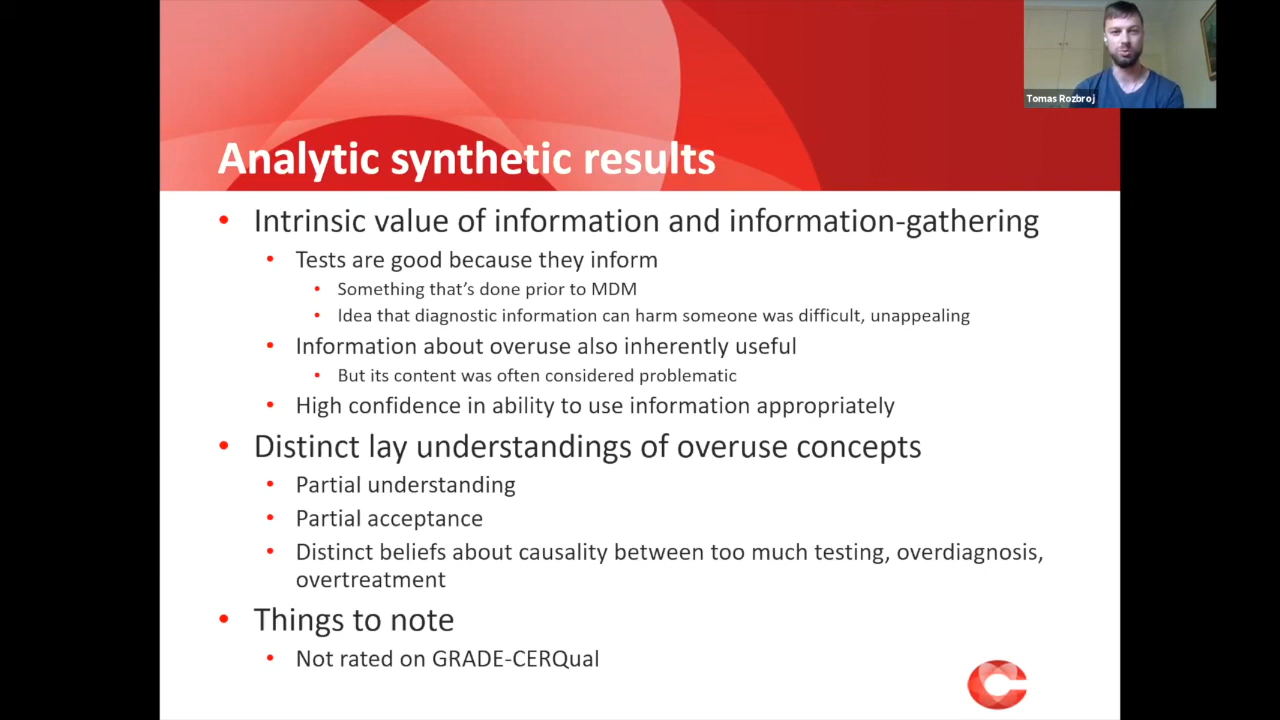 Tomas Rozbroj
Analytic synthetic results
• Intrinsic value of information and information-gathering
• Tests are good because they inform
• Something that’s done prior to MDM
• Idea that diagnostic information can harm someone was difficult, unappealing
• Information about overuse also inherently useful
• But its content was often considered problematic
• High confidence in ability to use information appropriately
• Distinct lay understandings of overuse concepts
• Partial understanding
• Partial acceptance
• Distinct beliefs about causality between too much testing, overdiagnosis,
overtreatment
• Things to note
• Not rated on GRADE-CERQual